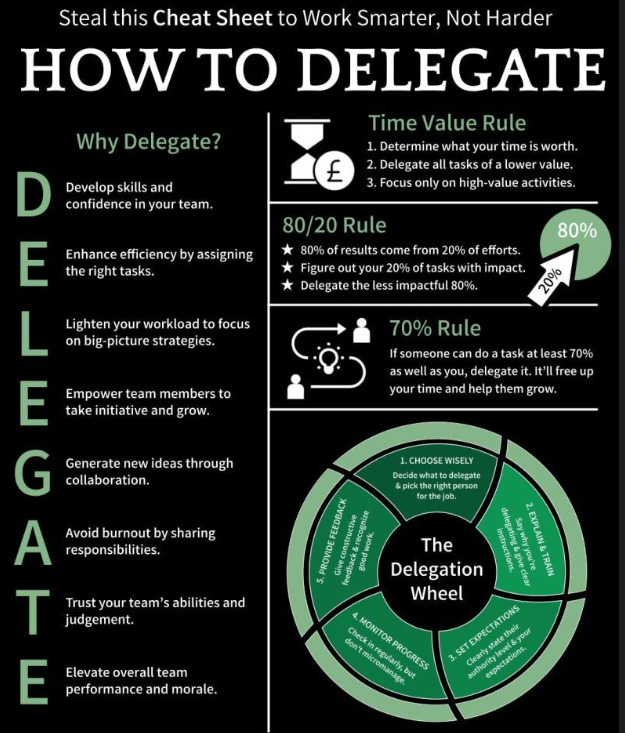 Steal this Cheat Sheet to Work Smarter, Not Harder
HOW TO DELEGATE
Why Delegate?
D
Develop skills and
confidence in your team.
E
Enhance efficiency by assigning
the right tasks.
L
Lighten your workload to focus
on big-picture strategies.
E
Empower team members to
take initiative and grow.
G
Generate new ideas through
collaboration.
A
Avoid burnout by sharing
responsibilities.
T
Trust your team's abilities and
judgement.
E
Elevate overall team
performance and morale.
£
Time Value Rule
1. Determine what your time is worth.
2. Delegate all tasks of a lower value.
3. Focus only on high-value activities.
80/20 Rule
★ 80% of results come from 20% of efforts.
★ Figure out your 20% of tasks with impact.
★ Delegate the less impactful 80%.
80%
20%
70% Rule
If someone can do a task at least 70%
as well as you, delegate it. It'll free up
your time and help them grow.
The
Delegation
Wheel
1. CHOOSE WISELY
Decide what to delegate
& pick the right person
for the job.
2. EXPLAIN & TRAIN
Say why you're
delegating & give clear
instructions.
3. SET EXPECTATIONS
Clearly state their
authority level & your
expectations.
4. MONITOR PROGRESS
Check in regularly, but
don't micromanage.
5. PROVIDE FEEDBACK
Give constructive
feedback & recognize
good work.